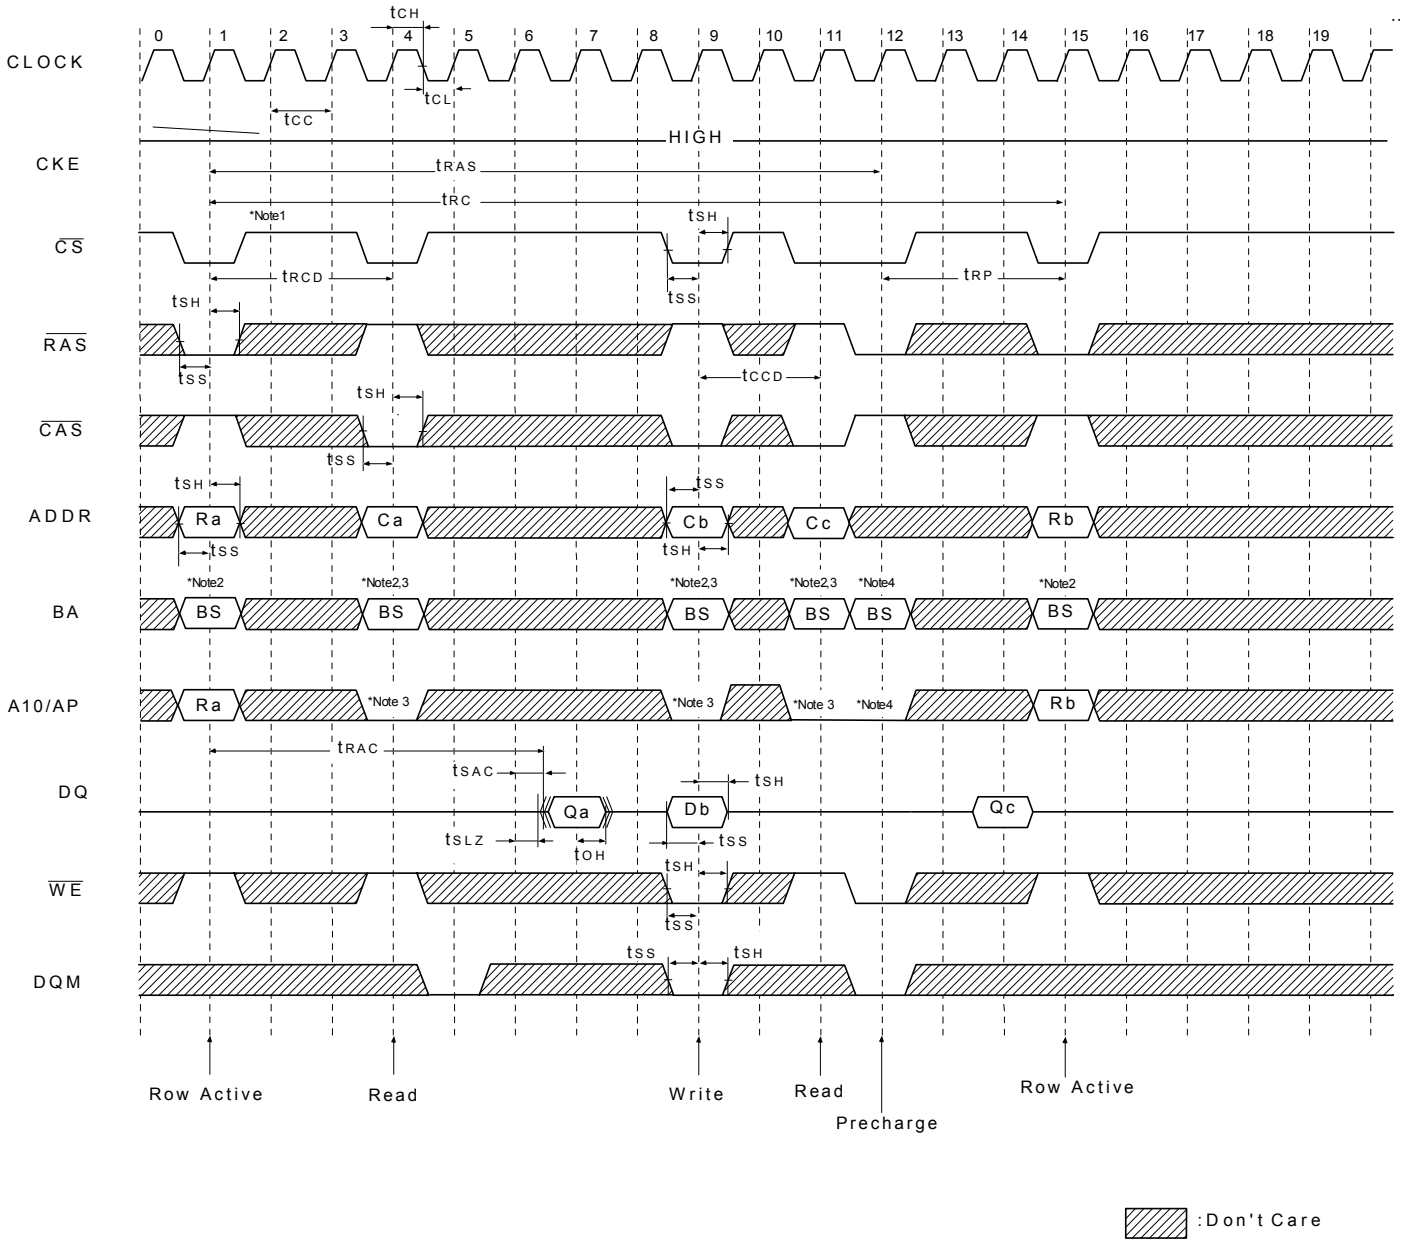 ..
tCH
0 1 2 3 4 5 6 7 8 9 10 11 12 13 14 15 16 17 18 19
CLOCK
tCL
tCC
HIGH
CKE
tRAS
tRC
*Note1
tSH
CS
tRCD
tRP
tSS
tSH
RAS
tSS
tCCD
tSH
CAS
tSS
tSH
tSS
ADDR
Ra Ca Cb Cc Rb
tSS
tSH
*Note2 *Note2,3 *Note2,3 *Note2,3 *Note4 *Note2
BA
BS BS BS BS BS BS
A10/AP
Ra *Note 3 *Note 3 *Note 3 *Note4 Rb
tRAC
tSAC
tSH
DQ
Qa Db Qc
tSLZ
tOH
tSS
tSH
WE
tSS
tSS
tSH
DQM
Row Active Read Write Read Row Active
Precharge
:Don't Care